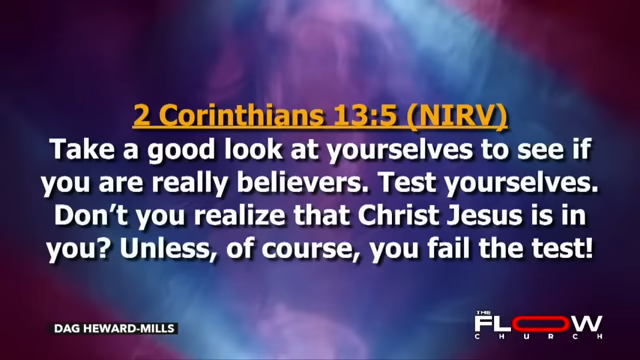 2 Corinthians 13:5 (NIRV)
Take a good look at yourselves to see if
you are really believers. Test yourselves.
Don’t you realize that Christ Jesus is in
you? Unless, of course, you fail the test!
DAG HEWARD-MILLS
THE
FLOW
CHURCH